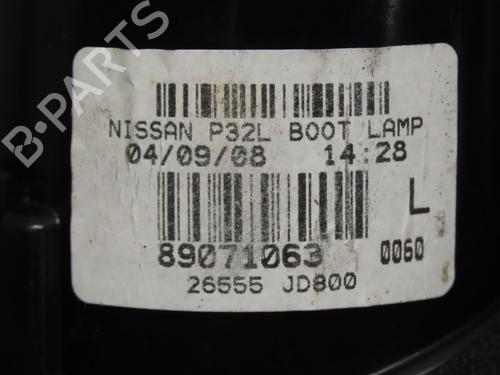 B-PARTS
NISSAN P32L BOOT LAMP
04/09/08 14:28
L
89071063 0060
26555 JD800